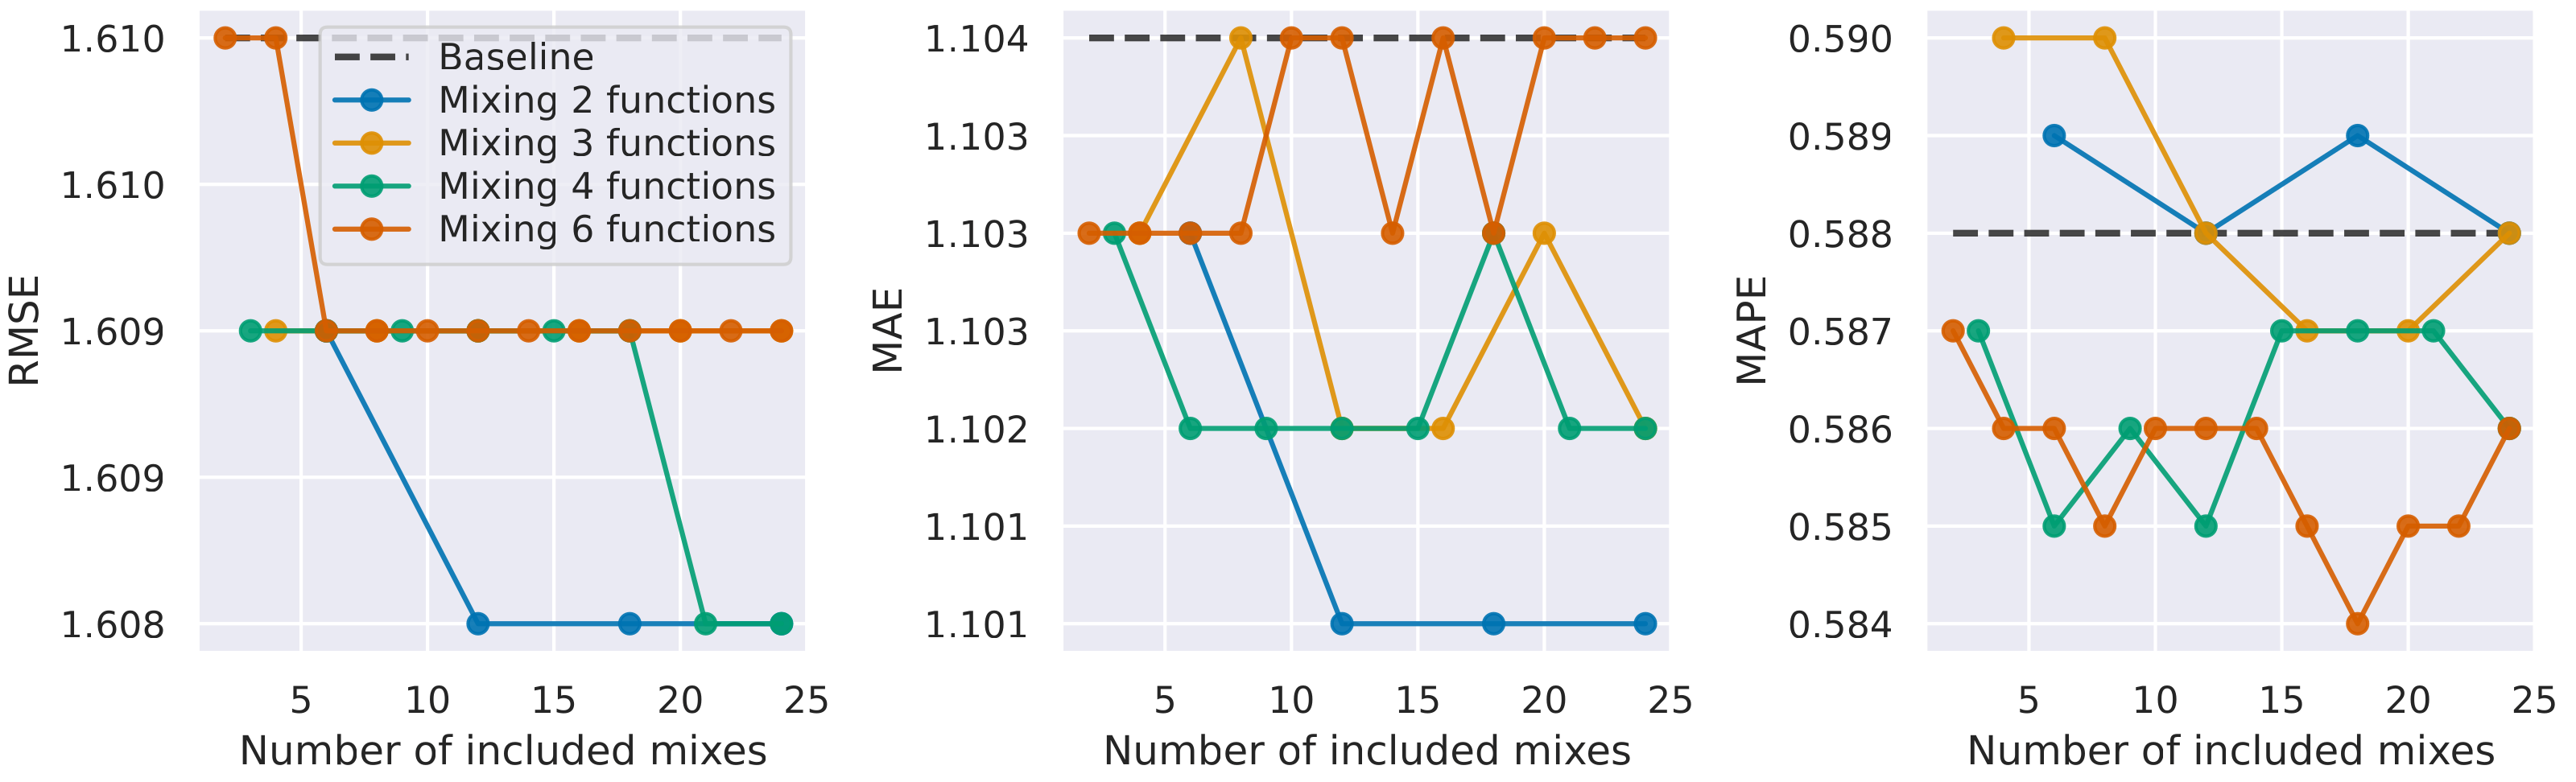 RMSE
1.610
1.610
1.609
1.609
1.608
5 10 15 20 25
Number of included mixes
Baseline
Mixing 2 functions
Mixing 3 functions
Mixing 4 functions
Mixing 6 functions
MAE
1.104
1.103
1.103
1.103
1.102
1.101
1.101
5 10 15 20 25
Number of included mixes
MAPE
0.590
0.589
0.588
0.587
0.586
0.585
0.584
5 10 15 20 25
Number of included mixes